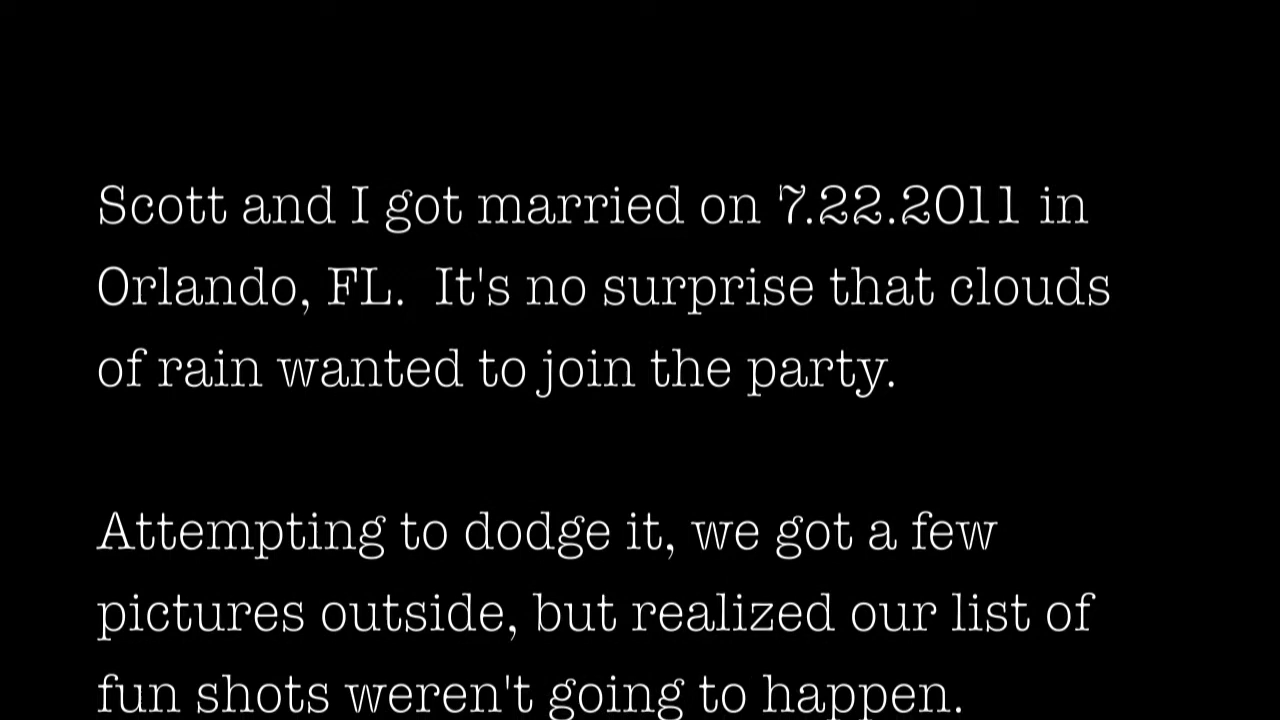 Scott and I got married on 7.22.2011 in
Orlando, FL.  It's no surprise that clouds
of rain wanted to join the party.
Attempting to dodge it, we got a few
pictures outside, but realized our list of
fun shots weren't going to happen.